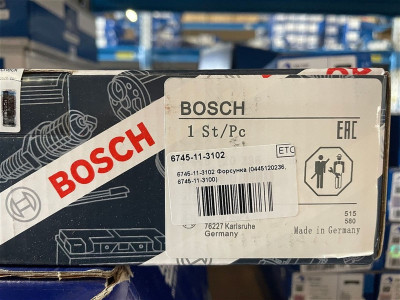 BOSCH
BOSCH
1 St/Pc
ETO
EAC
6745-11-3102
6745-11-3102 Форсунка (0445120236,
6745-11-3100)
76227 Karlsruhe
Germany
515
580
Made in Germany